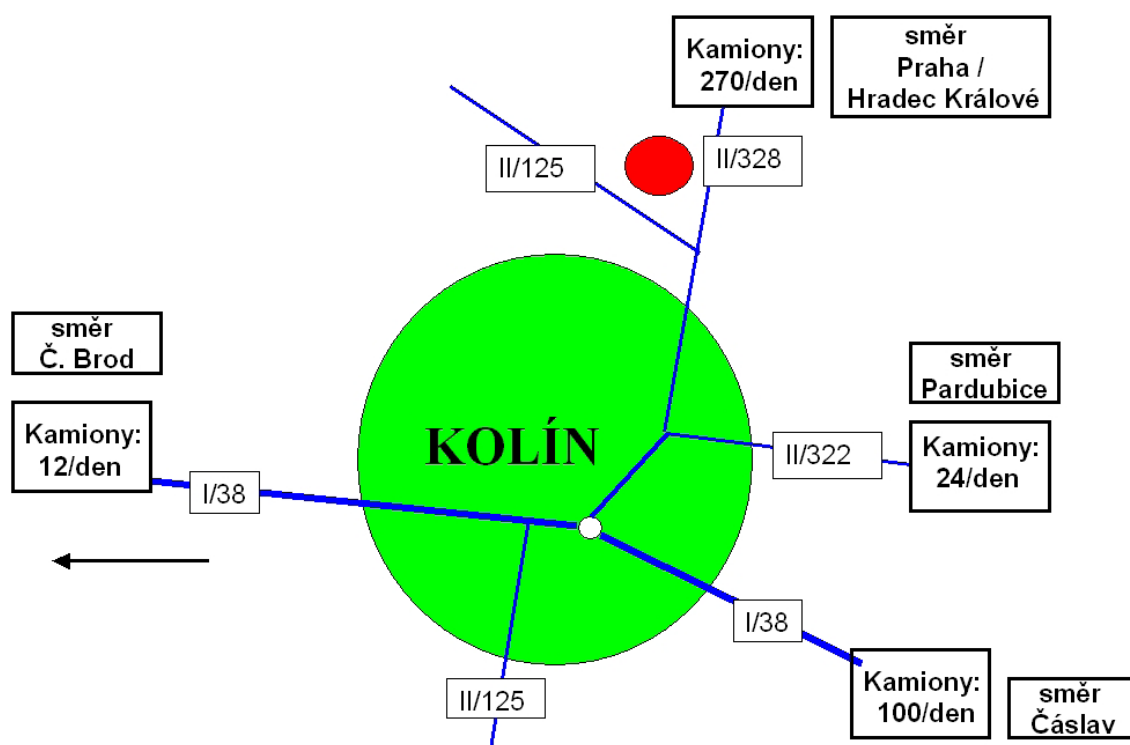 Kamiony:
270/den
směr
Praha /
Hradec Králové
II/125
II/328
směr
Č. Brod
směr
Pardubice
Kamiony:
12/den
KOLÍN
Kamiony:
24/den
II/322
I/38
I/38
Kamiony:
100/den
směr
Čáslav
II/125